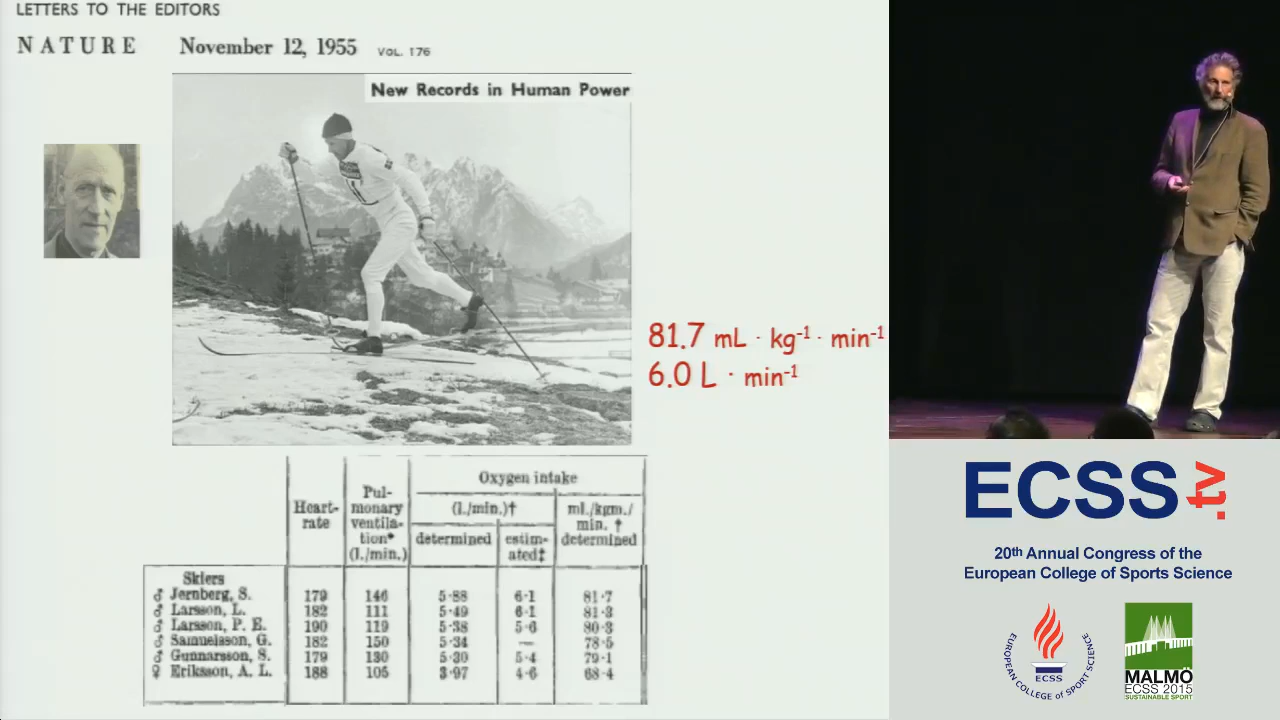 LETTERS TO THE EDITORS
NATURE November 12, 1955 VOL. 176
New Records in Human Power
81.7 mL · kg-1 · min-1
6.0 L · min-1
Heart-rate
Pul-monary ventila-tion* (l./min.)
Oxygen intake
(l./min.)†
determined
estim-ated‡
ml./kgm./min. † determined
Skiers
♂ Jernberg, S. 179 146 5·88 6·1 81·7
♂ Larsson, L. 182 111 5·49 6·1 81·3
♂ Larsson, P. E. 190 119 5·38 5·6 80·3
♂ Samuelsson, G. 182 150 5·34 — 78·5
♂ Gunnarsson, S. 179 130 5·30 5·4 79·1
♀ Eriksson, A. L. 188 105 3·97 4·6 68·4
ECSS.tv
20th Annual Congress of the
European College of Sports Science
EUROPEAN COLLEGE OF SPORT SCIENCE
ECSS
MALMÖ
ECSS 2015
SUSTAINABLE SPORT